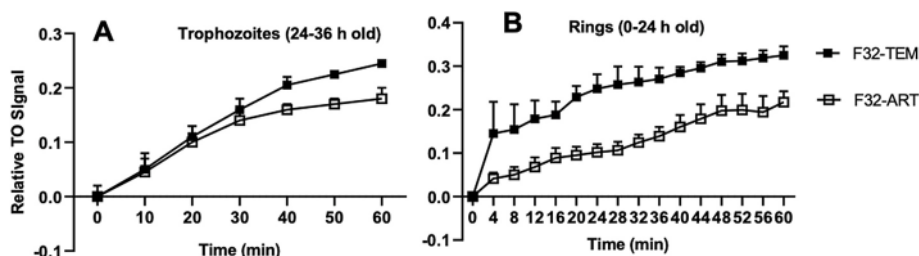 A
Trophozoites (24-36 h old)
Relative TO SIgnal
0.3
0.2
0.1
0.0
-0.1
0 10 20 30 40 50 60
Time (min)
B
Rings (0-24 h old)
0.4
0.3
0.2
0.1
0.0
-0.1
0 4 8 12 16 20 24 28 32 36 40 44 48 52 56 60
Time (min)
F32-TEM
F32-ART